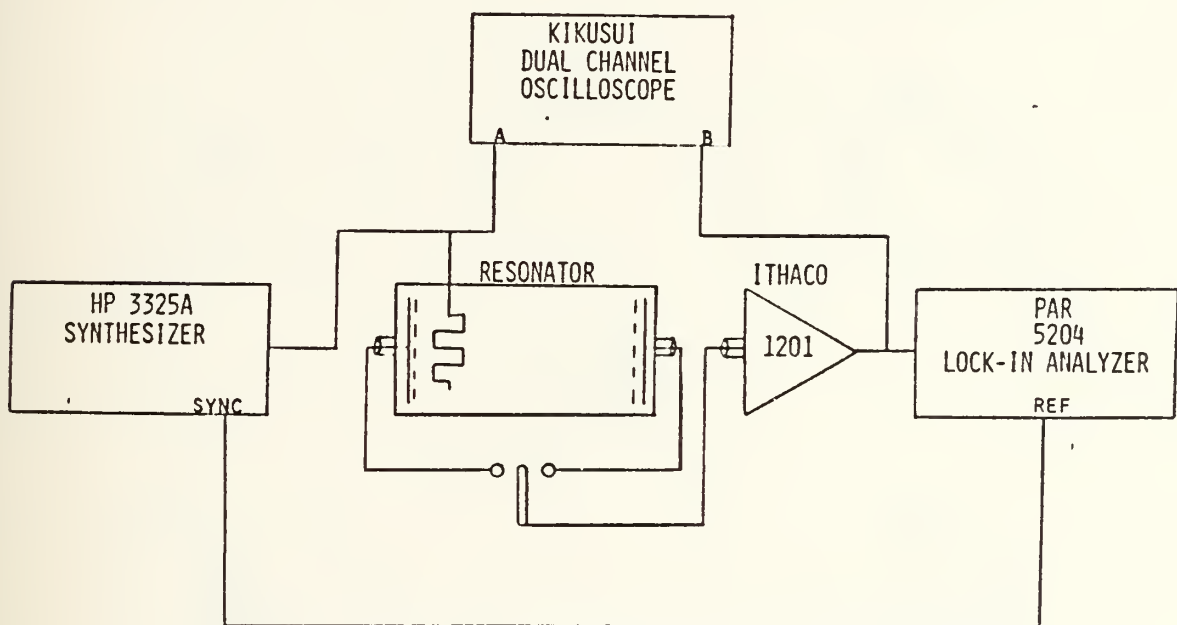 KIKUSUI
DUAL CHANNEL
OSCILLOSCOPE
A
B
RESONATOR
ITHACO
HP 3325A
SYNTHESIZER
SYNC
1201
PAR
5204
LOCK-IN ANALYZER
REF